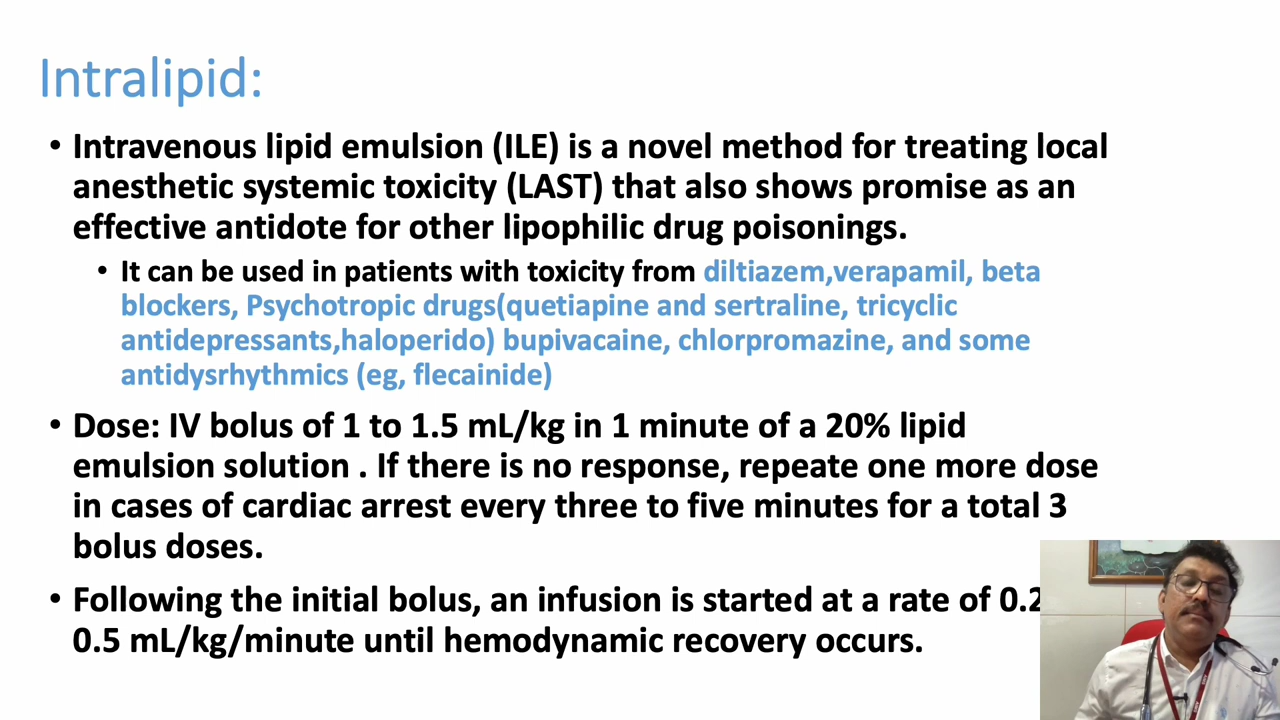 Intralipid:
• Intravenous lipid emulsion (ILE) is a novel method for treating local
anesthetic systemic toxicity (LAST) that also shows promise as an
effective antidote for other lipophilic drug poisonings.
• It can be used in patients with toxicity from diltiazem,verapamil, beta
blockers, Psychotropic drugs(quetiapine and sertraline, tricyclic
antidepressants,haloperido) bupivacaine, chlorpromazine, and some
antidysrhythmics (eg, flecainide)
• Dose: IV bolus of 1 to 1.5 mL/kg in 1 minute of a 20% lipid
emulsion solution . If there is no response, repeate one more dose
in cases of cardiac arrest every three to five minutes for a total 3
bolus doses.
• Following the initial bolus, an infusion is started at a rate of
0.5 mL/kg/minute until hemodynamic recovery occurs.